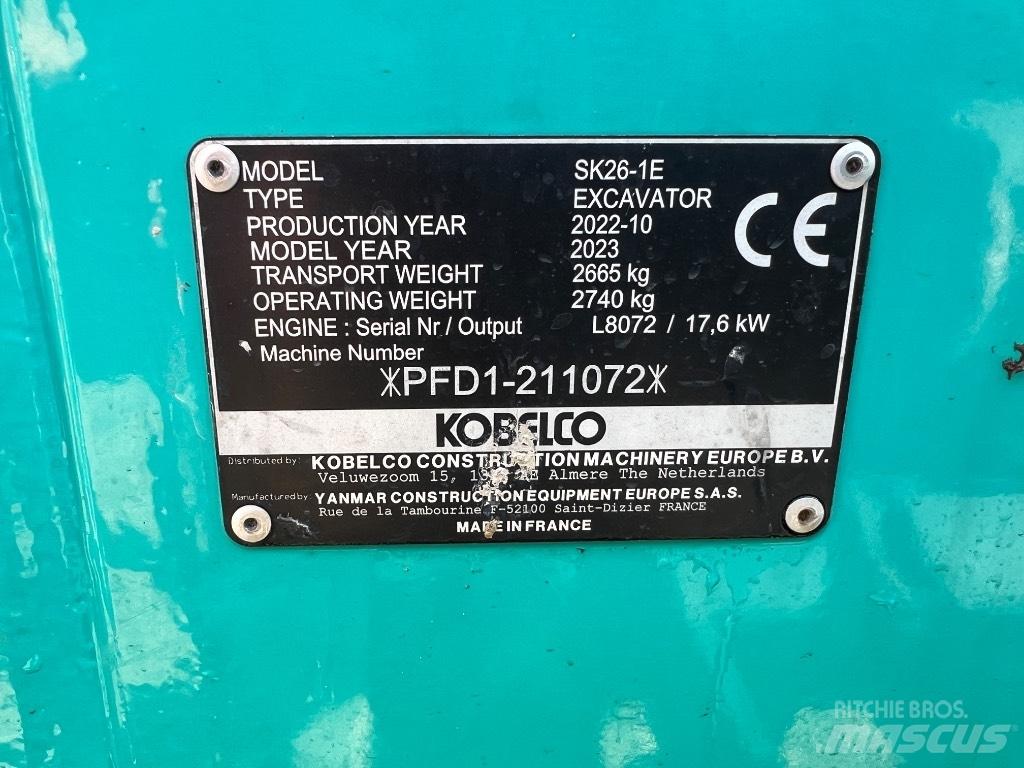 MODEL SK26-1E
TYPE EXCAVATOR
PRODUCTION YEAR 2022-10
MODEL YEAR 2023
TRANSPORT WEIGHT 2665 kg
OPERATING WEIGHT 2740 kg
ENGINE : Serial Nr / Output L8072 / 17,6 kW
Machine Number
CE
PFD1-211072
KOBELCO
Distributed by: KOBELCO CONSTRUCTION MACHINERY EUROPE B.V.
Veluwezoom 15, Almere The Netherlands
Manufactured by: YANMAR CONSTRUCTION EQUIPMENT EUROPE S.A.S.
Rue de la Tambourine F-52100 Saint-Dizier FRANCE
MADE IN FRANCE
RITCHIE BROS.
MASCUS